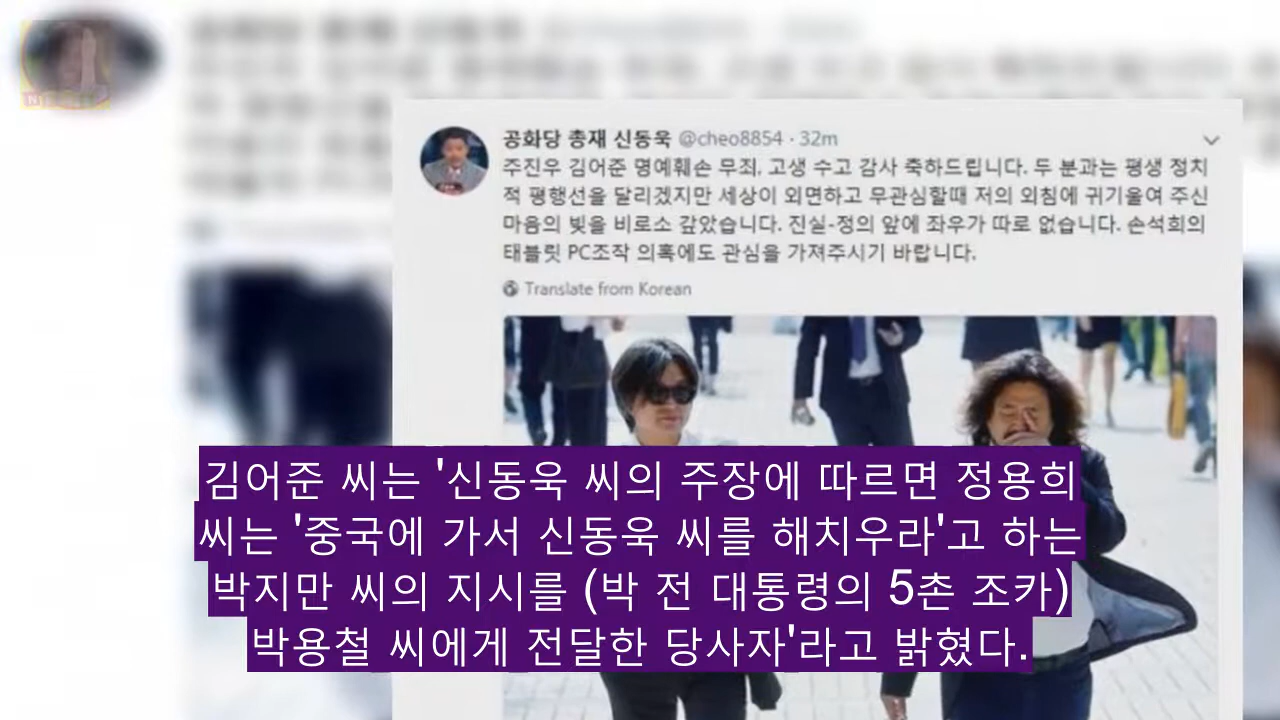 공화당 총재 신동욱 @cheo8854 · 32m
주진우 김어준 명예훼손 무죄, 고생 수고 감사 축하드립니다. 두 분과는 평생 정치
적 평행선을 달리겠지만 세상이 외면하고 무관심할때 저의 외침에 귀기울여 주신
마음의 빚을 비로소 갚았습니다. 진실-정의 앞에 좌우가 따로 없습니다. 손석희의
태블릿 PC조작 의혹에도 관심을 가져주시기 바랍니다.
Translate from Korean
김어준 씨는 '신동욱 씨의 주장에 따르면 정용희
씨는 '중국에 가서 신동욱 씨를 해치우라'고 하는
박지만 씨의 지시를 (박 전 대통령의 5촌 조카)
박용철 씨에게 전달한 당사자'라고 밝혔다.